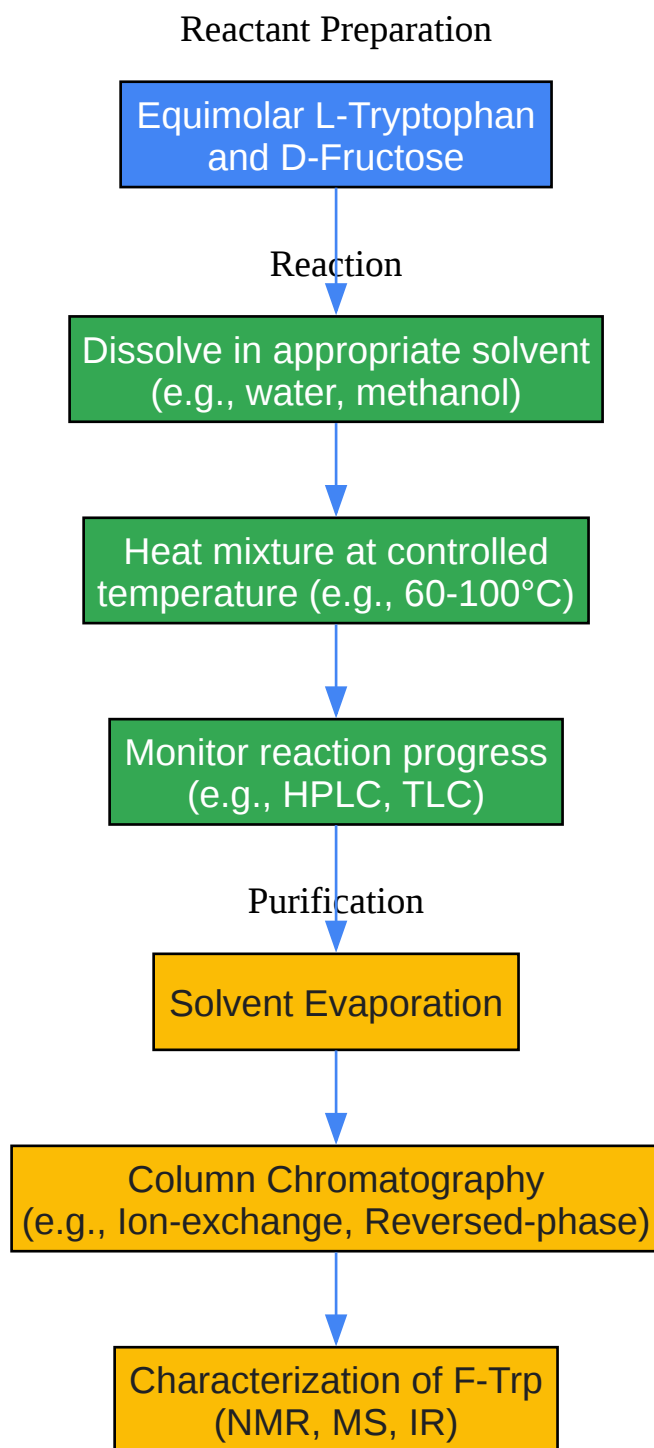 Reactant Preparation
Equimolar L-Tryptophan
and D-Fructose
Reaction
Dissolve in appropriate solvent
(e.g., water, methanol)
Heat mixture at controlled
temperature (e.g., 60-100°C)
Monitor reaction progress
(e.g., HPLC, TLC)
Purification
Solvent Evaporation
Column Chromatography
(e.g., Ion-exchange, Reversed-phase)
Characterization of F-Trp
(NMR, MS, IR)